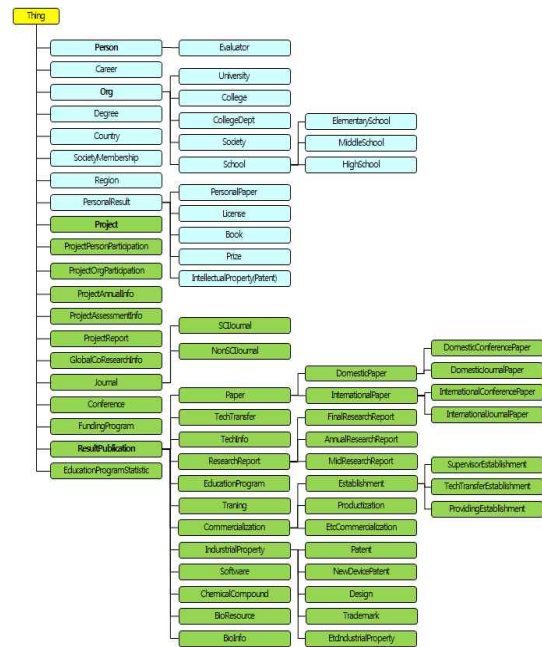 Thing
Person
Evaluator
Career
University
Org
College
Degree
CollegeDept
ElementarySchool
Country
Society
MiddleSchool
SocietyMembership
School
HighSchool
Region
PersonalResult
PersonalPaper
License
Project
Book
ProjectPersonParticipation
Prize
ProjectOrgParticipation
IntellectualProperty(Patent)
ProjectAnnualInfo
ProjectAssessmentInfo
SCIJournal
ProjectReport
NonSCIJournal
GlobalCoResearchInfo
DomesticConferencePaper
Journal
DomesticPaper
DomesticJournalPaper
Conference
Paper
InternationalPaper
InternationalConferencePaper
FundingProgram
TechTransfer
FinalResearchReport
InternationalJournalPaper
ResultPublication
TechInfo
AnnualResearchReport
EducationProgramStatistic
ResearchReport
MidResearchReport
SupervisorEstablishment
EducationProgram
Establishment
TechTransferEstablishment
Traning
Productization
ProvidingEstablishment
Commercialization
EtcCommercialization
IndurstrialProperty
Patent
Software
NewDevicePatent
ChemicalCompound
Design
BioResource
Trademark
BioInfo
EtcIndustrialProperty